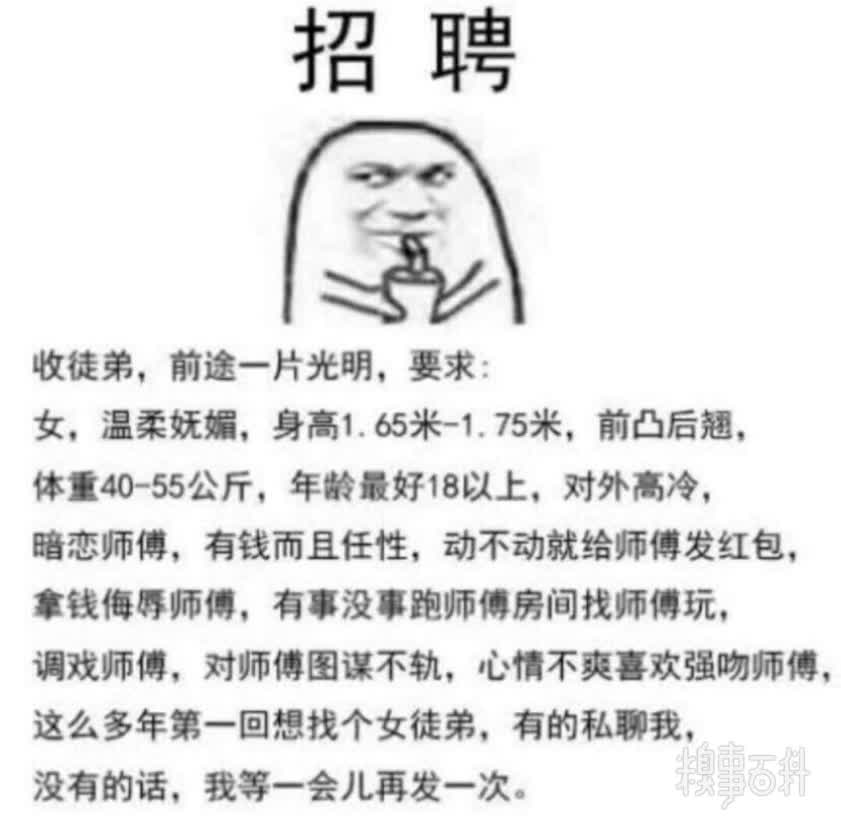 招聘
收徒弟，前途一片光明，要求：
女，温柔妩媚，身高1.65米-1.75米，前凸后翘，
体重40-55公斤，年龄最好18以上，对外高冷，
暗恋师傅，有钱而且任性，动不动就给师傅发红包，
拿钱侮辱师傅，有事没事跑师傅房间找师傅玩，
调戏师傅，对师傅图谋不轨，心情不爽喜欢强吻师傅，
这么多年第一回想找个女徒弟，有的私聊我，
没有的话，我等一会儿再发一次。
糗事百科